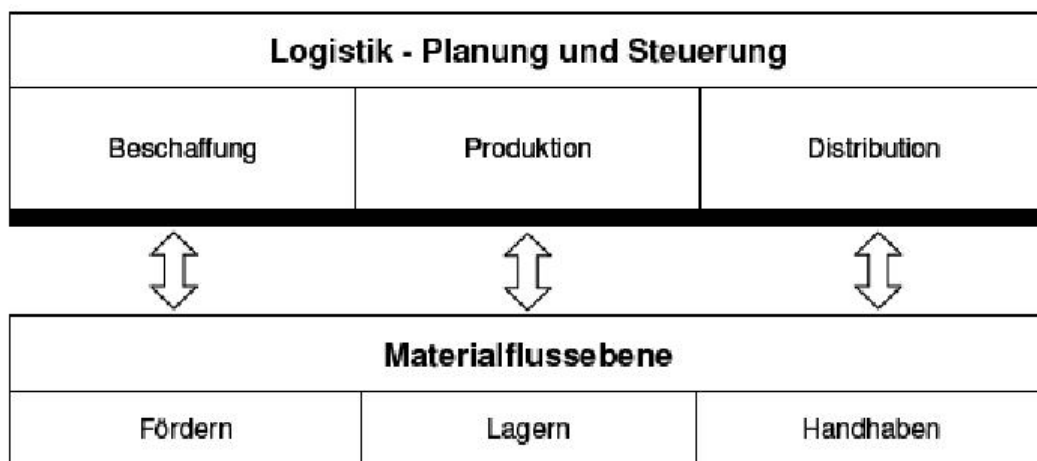 Logistik - Planung und Steuerung
Beschaffung
Produktion
Distribution
Materialflussebene
Fördern
Lagern
Handhaben